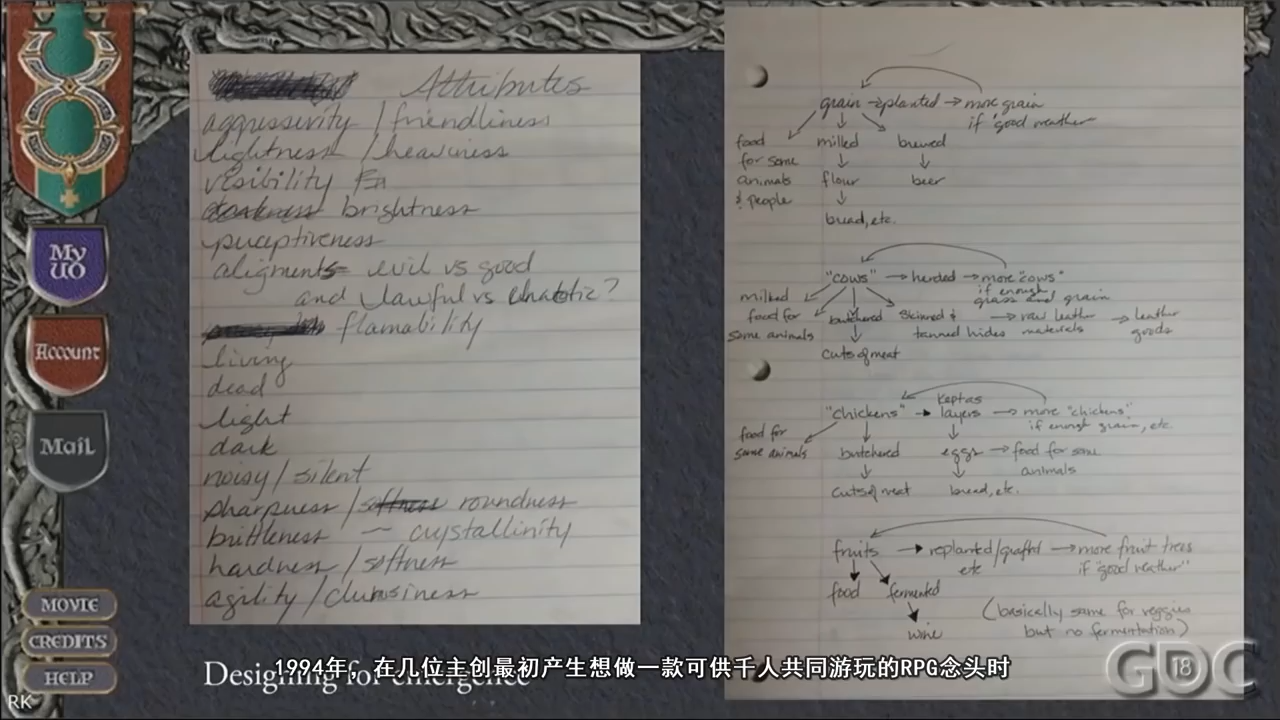 My
UO
Account
Mail
MOVIE
CREDITS
HELP
RK
Attributes
aggressivity / friendliness
lightness / heaviness
visibility
darkness brightness
perceptiveness
aligments evil vs good
and lawful vs chaotic?
flamability
living
dead
light
dark
noisy / silent
sharpness / softness roundness
brittleness — crystallinity
hardness / softness
agility / clumsiness
grain → planted → more grain
if "good weather"
food
for some
animals
& people
milled
flour
bread, etc.
brewed
beer
"cows" → herded → more "cows"
if enough
grass and grain
milked
food for
some animals
butchered
cuts of meat
skinned &
tanned hides
→ raw leather
materials
→ leather
goods
"chickens" → kept as
layers → more "chickens"
if enough grain, etc.
food for
some animals
butchered
cuts of meat
eggs → food for some
animals
bread, etc.
fruits → replanted/graftd → more fruit trees
etc
if "good weather"
food
fermented
wine
(basically same for veggies
but no fermentation)
Designing for emergence
1994年，在几位主创最初产生想做一款可供千人共同游玩的RPG念头时
GDC
18